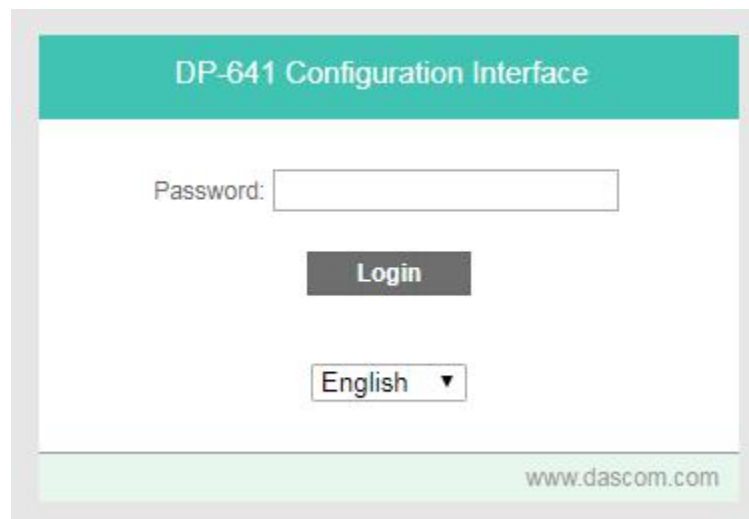 DP-641 Configuration Interface
Password:
Login
English
www.dascom.com